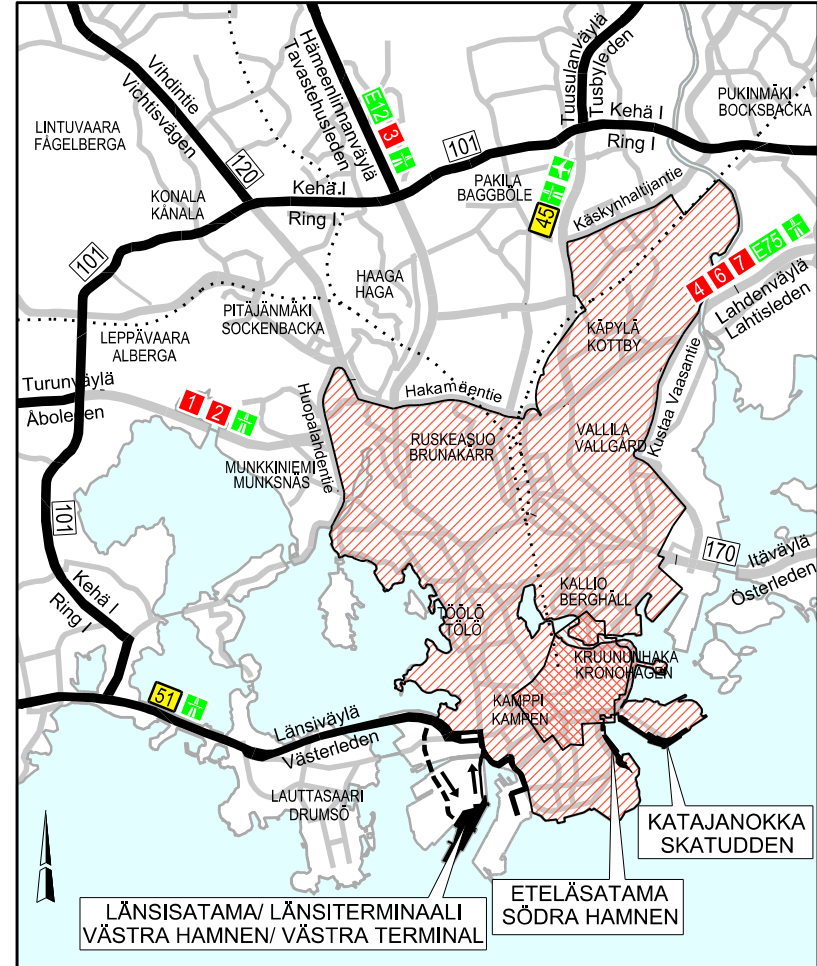 Vihdintie
Vichtisvägen
Hämeenlinnanväylä
Tavastehusleden
E12
3
Tuusulanväylä
Tusbyleden
PUKINMÄKI
BOCKSBACKA
LINTUVAARA
FÅGELBERGA
120
101
Kehä I
Ring I
PAKILA
BAGGBÖLE
45
Käskynhaltijantie
KONALA
KÅNALA
Kehä I
Ring I
101
HAAGA
HAGA
4
6
7
E75
Lahdenväylä
Lahtisleden
PITÄJÄNMÄKI
SOCKENBACKA
LEPPÄVAARA
ALBERGA
KÄPYLÄ
KOTTBY
Turunväylä
Åboleden
1
2
Huopalahdentie
Hakamäentie
Kustaa Vaasantie
RUSKEASUO
BRUNAKÄRR
VALLILA
VALLGÅRD
MUNKKINIEMI
MUNKSNÄS
101
170
Itäväylä
Österleden
Kehä I
Ring I
KALLIO
BERGHÄLL
TÖÖLÖ
TÖLÖ
KRUUNUNHAKA
KRONOHAGEN
KAMPPI
KAMPEN
51
Länsiväylä
Västerleden
LAUTTASAARI
DRUMSÖ
KATAJANOKKA
SKATUDDEN
ETELÄSATAMA
SÖDRA HAMNEN
LÄNSISATAMA/ LÄNSITERMINAALI
VÄSTRA HAMNEN/ VÄSTRA TERMINAL